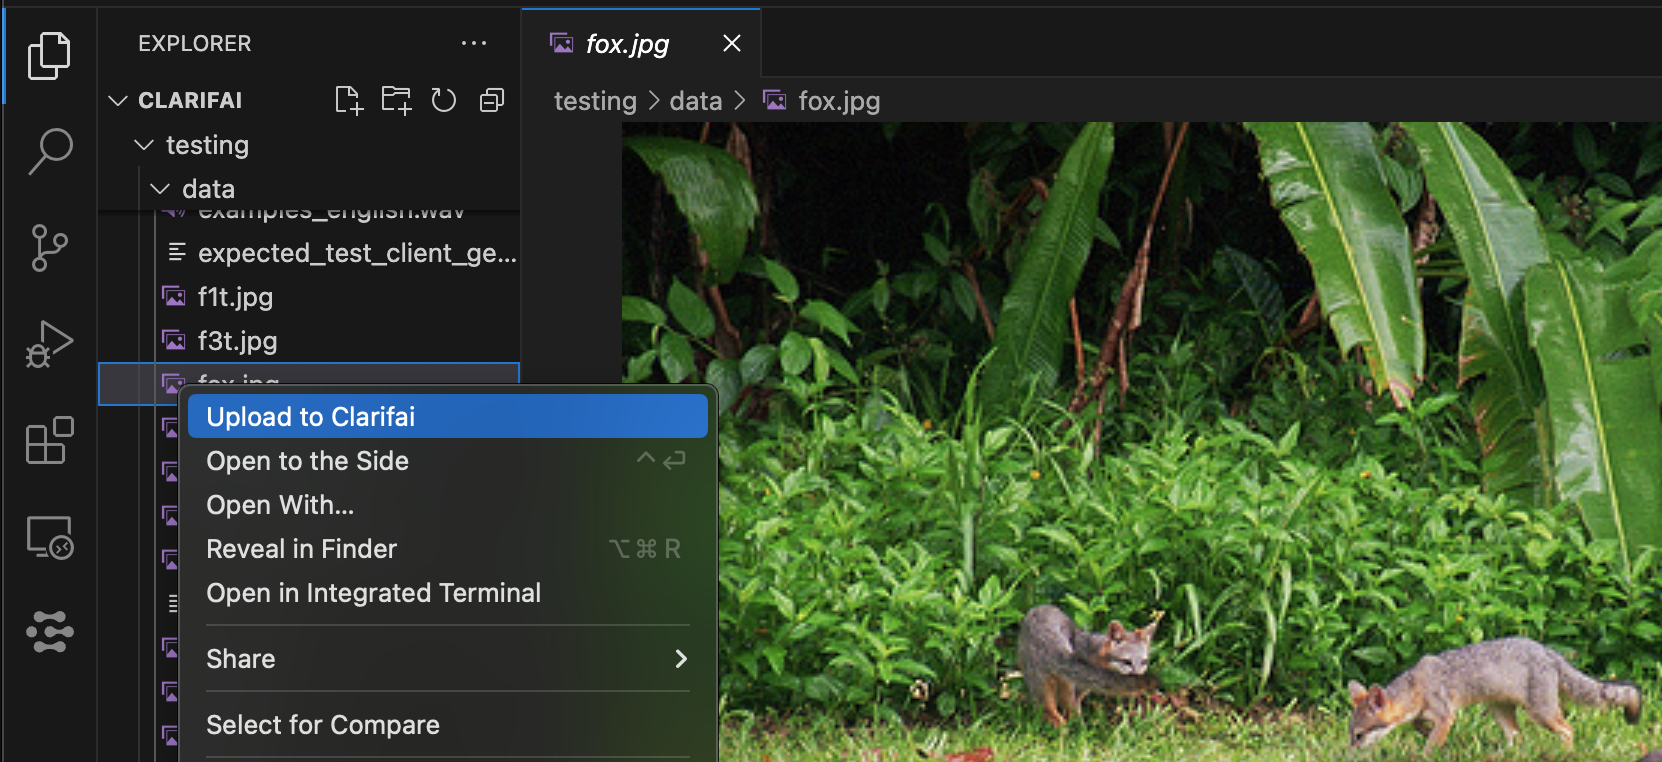 EXPLORER
CLARIFAI
testing
data
examples_english.wav
expected_test_client_ge...
f1t.jpg
f3t.jpg
fox.jpg
Upload to Clarifai
Open to the Side ^⏎
Open With...
Reveal in Finder ⌥⌘R
Open in Integrated Terminal
Share
Select for Compare
fox.jpg
testing > data > fox.jpg